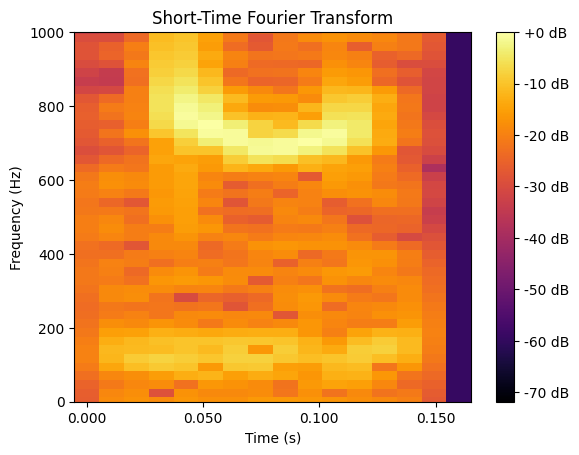 Short-Time Fourier Transform
1000
800
600
400
200
0
Frequency (Hz)
0.000
0.050
0.100
0.150
Time (s)
+0 dB
-10 dB
-20 dB
-30 dB
-40 dB
-50 dB
-60 dB
-70 dB